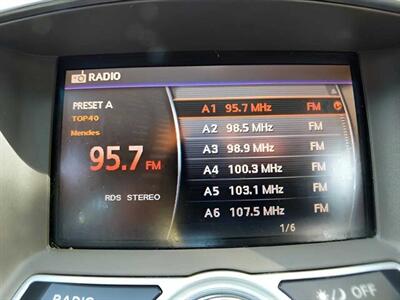 RADIO
PRESET A
TOP40
Mendes
95.7 FM
RDS STEREO
A1 95.7 MHz FM
A2 98.5 MHz FM
A3 98.9 MHz FM
A4 100.3 MHz FM
A5 103.1 MHz FM
A6 107.5 MHz FM
1/6
RADIO
OFF